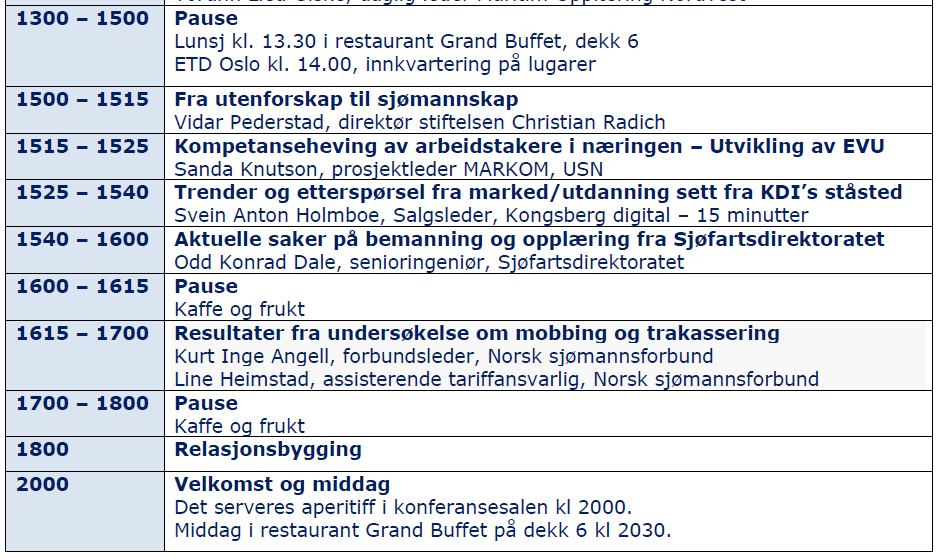 1300 – 1500
Pause
Lunsj kl. 13.30 i restaurant Grand Buffet, dekk 6
ETD Oslo kl. 14.00, innkvartering på lugarer
1500 – 1515
Fra utenforskap til sjømannskap
Vidar Pederstad, direktør stiftelsen Christian Radich
1515 – 1525
Kompetanseheving av arbeidstakere i næringen – Utvikling av EVU
Sanda Knutson, prosjektleder MARKOM, USN
1525 – 1540
Trender og etterspørsel fra marked/utdanning sett fra KDI’s ståsted
Svein Anton Holmboe, Salgsleder, Kongsberg digital – 15 minutter
1540 – 1600
Aktuelle saker på bemanning og opplæring fra Sjøfartsdirektoratet
Odd Konrad Dale, senioringeniør, Sjøfartsdirektoratet
1600 – 1615
Pause
Kaffe og frukt
1615 – 1700
Resultater fra undersøkelse om mobbing og trakassering
Kurt Inge Angell, forbundsleder, Norsk sjømannsforbund
Line Heimstad, assisterende tariffansvarlig, Norsk sjømannsforbund
1700 – 1800
Pause
Kaffe og frukt
1800
Relasjonsbygging
2000
Velkomst og middag
Det serveres aperitiff i konferansesalen kl 2000.
Middag i restaurant Grand Buffet på dekk 6 kl 2030.